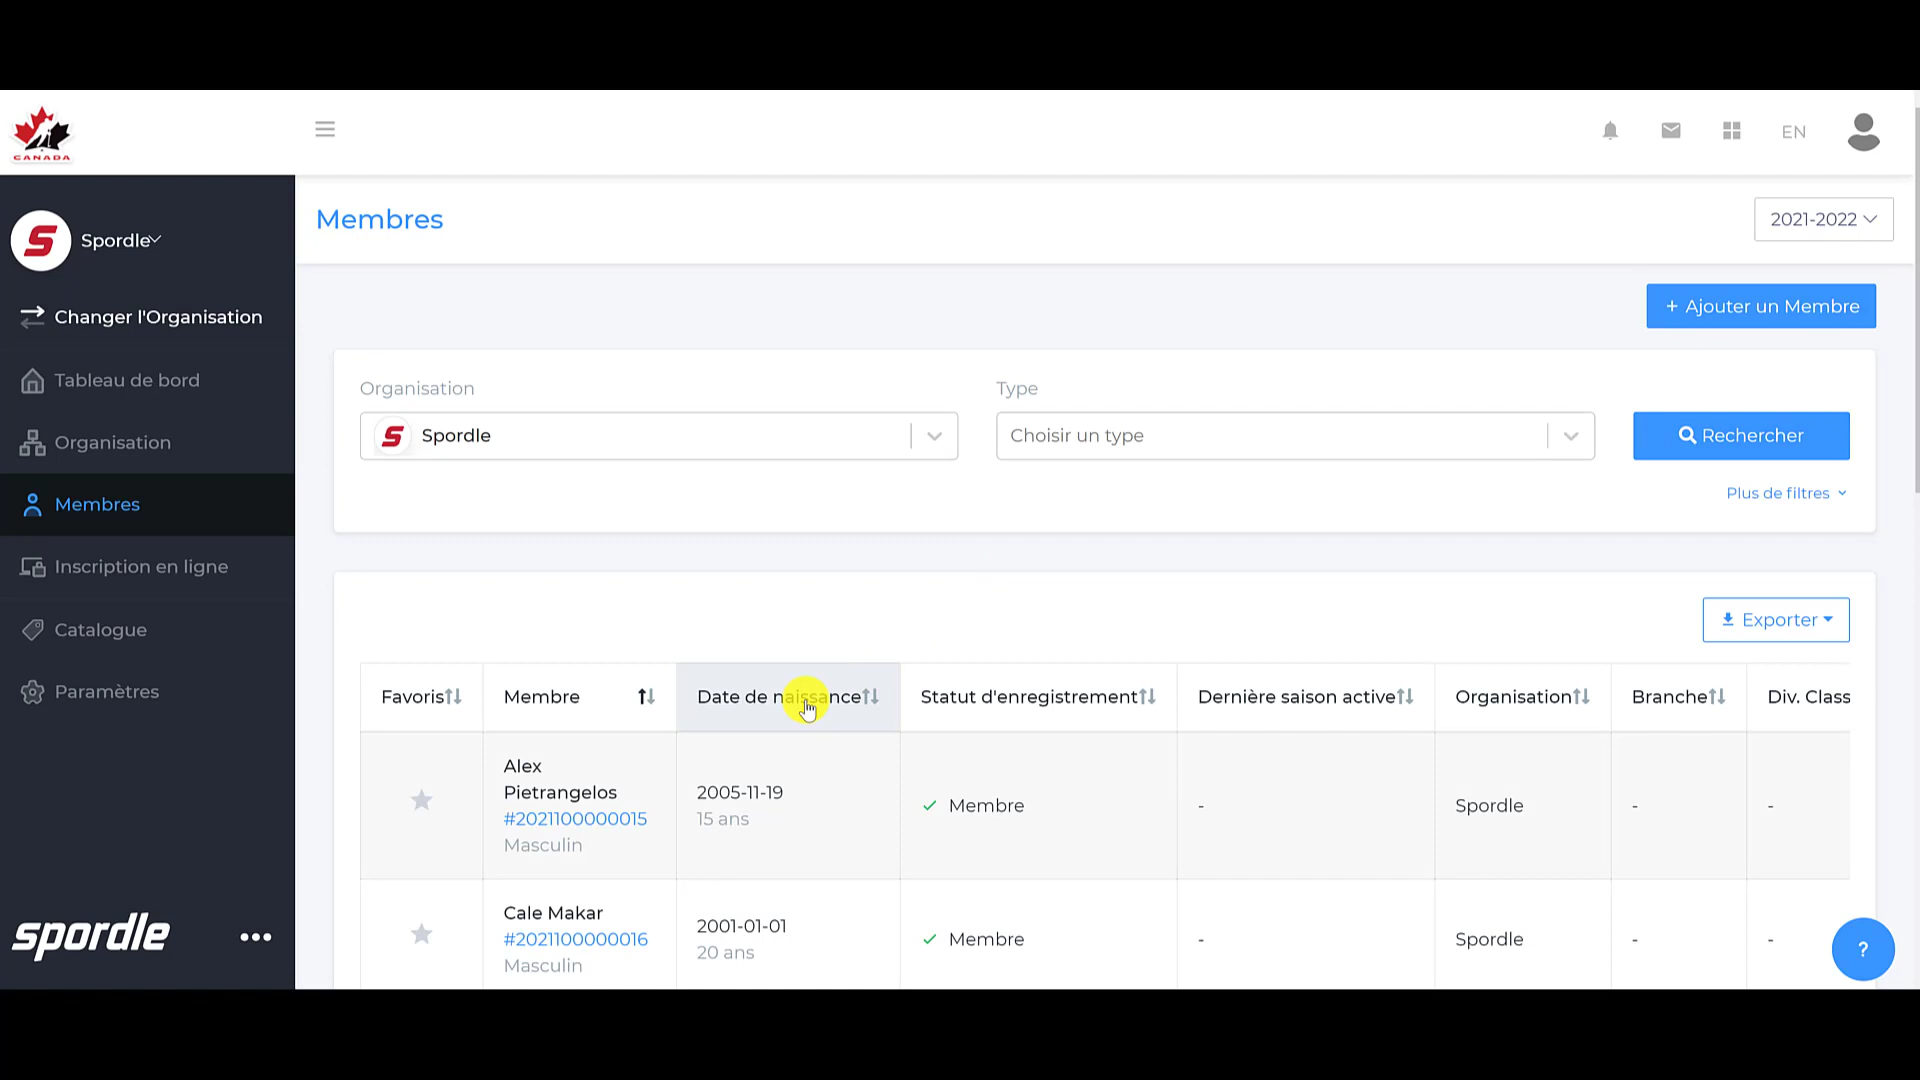 CANADA
EN
Membres
2021-2022
Spordle
Changer l'Organisation
Tableau de bord
Organisation
Membres
Inscription en ligne
Catalogue
Paramètres
spordle
+ Ajouter un Membre
Organisation
Type
Spordle
Choisir un type
Rechercher
Plus de filtres
Exporter
Favoris Membre Date de naissance Statut d'enregistrement Dernière saison active Organisation Branche Div. Class
Alex
Pietrangelos
#2021100000015
Masculin
2005-11-19
15 ans
Membre
-
Spordle
-
-
Cale Makar
#2021100000016
Masculin
2001-01-01
20 ans
Membre
-
Spordle
-
-
?